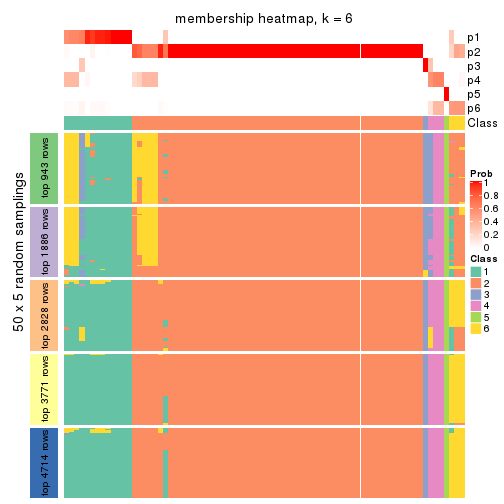 membership heatmap, k = 6
p1
p2
p3
p4
p5
p6
Class
50 x 5 random samplings
top 943 rows
top 1886 rows
top 2828 rows
top 3771 rows
top 4714 rows
Prob
1
0.8
0.6
0.4
0.2
0
Class
1
2
3
4
5
6